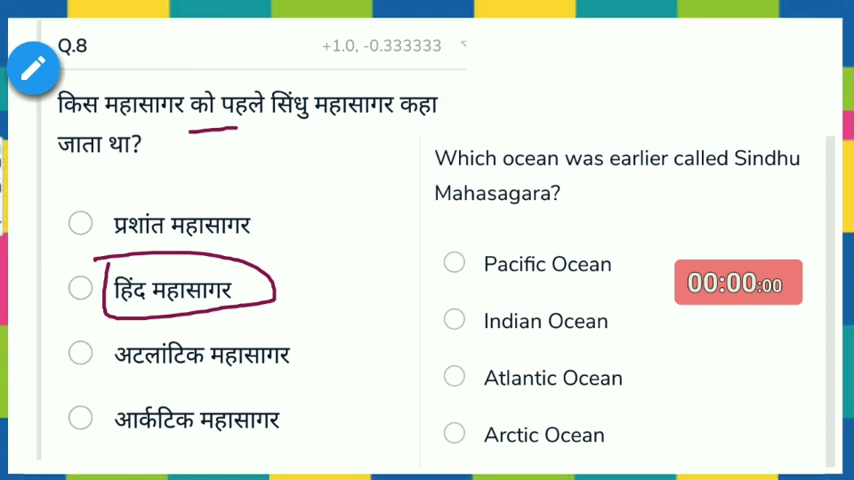 Q.8
+1.0, -0.333333
किस महासागर को पहले सिंधु महासागर कहा
जाता था?
प्रशांत महासागर
हिंद महासागर
अटलांटिक महासागर
आर्कटिक महासागर
Which ocean was earlier called Sindhu
Mahasagara?
Pacific Ocean
Indian Ocean
Atlantic Ocean
Arctic Ocean
00:00:00